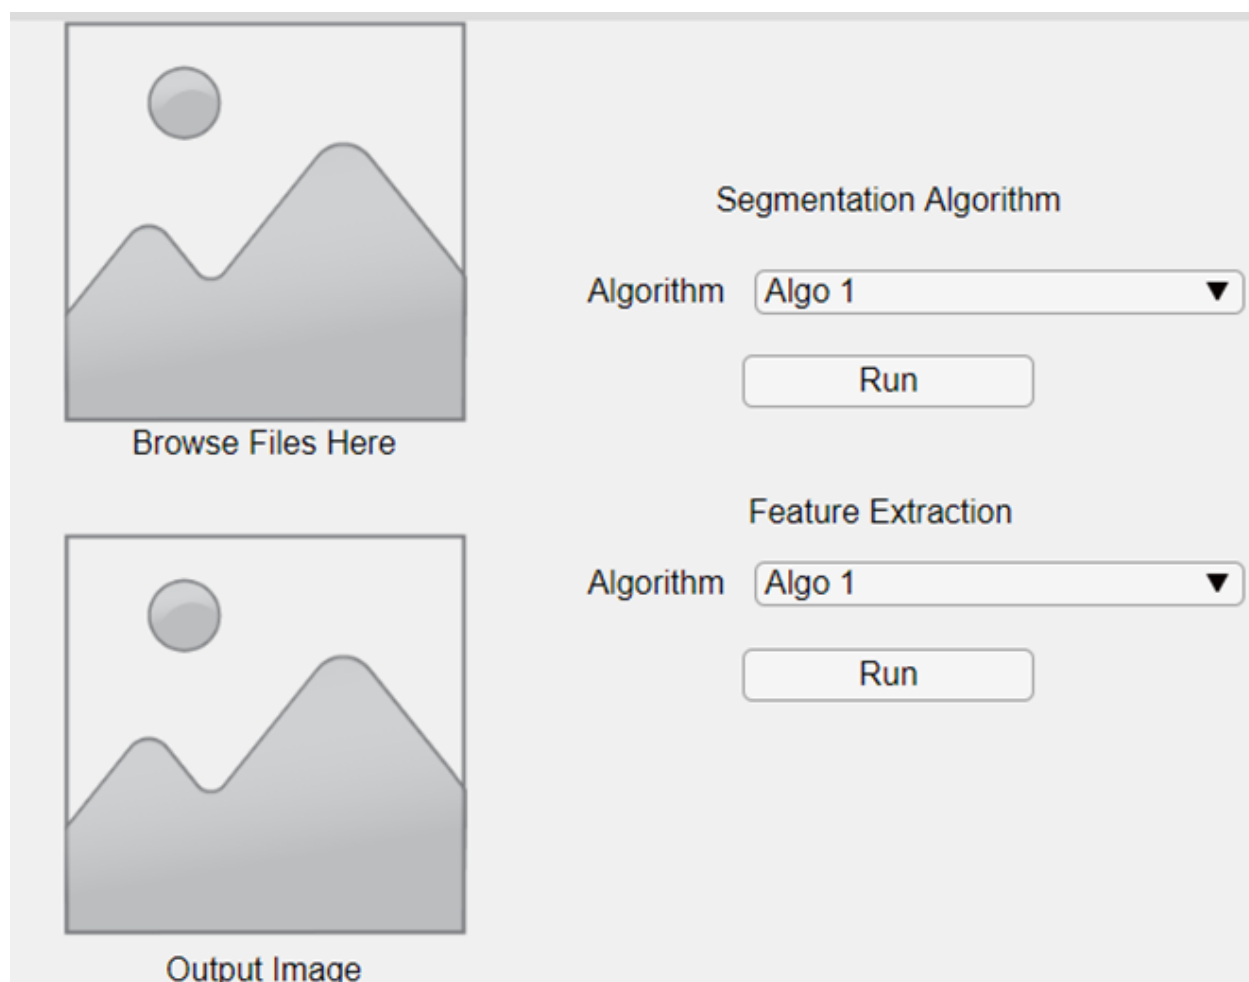 Segmentation Algorithm
Algorithm Algo 1
Run
Browse Files Here
Feature Extraction
Algorithm Algo 1
Run
Output Image